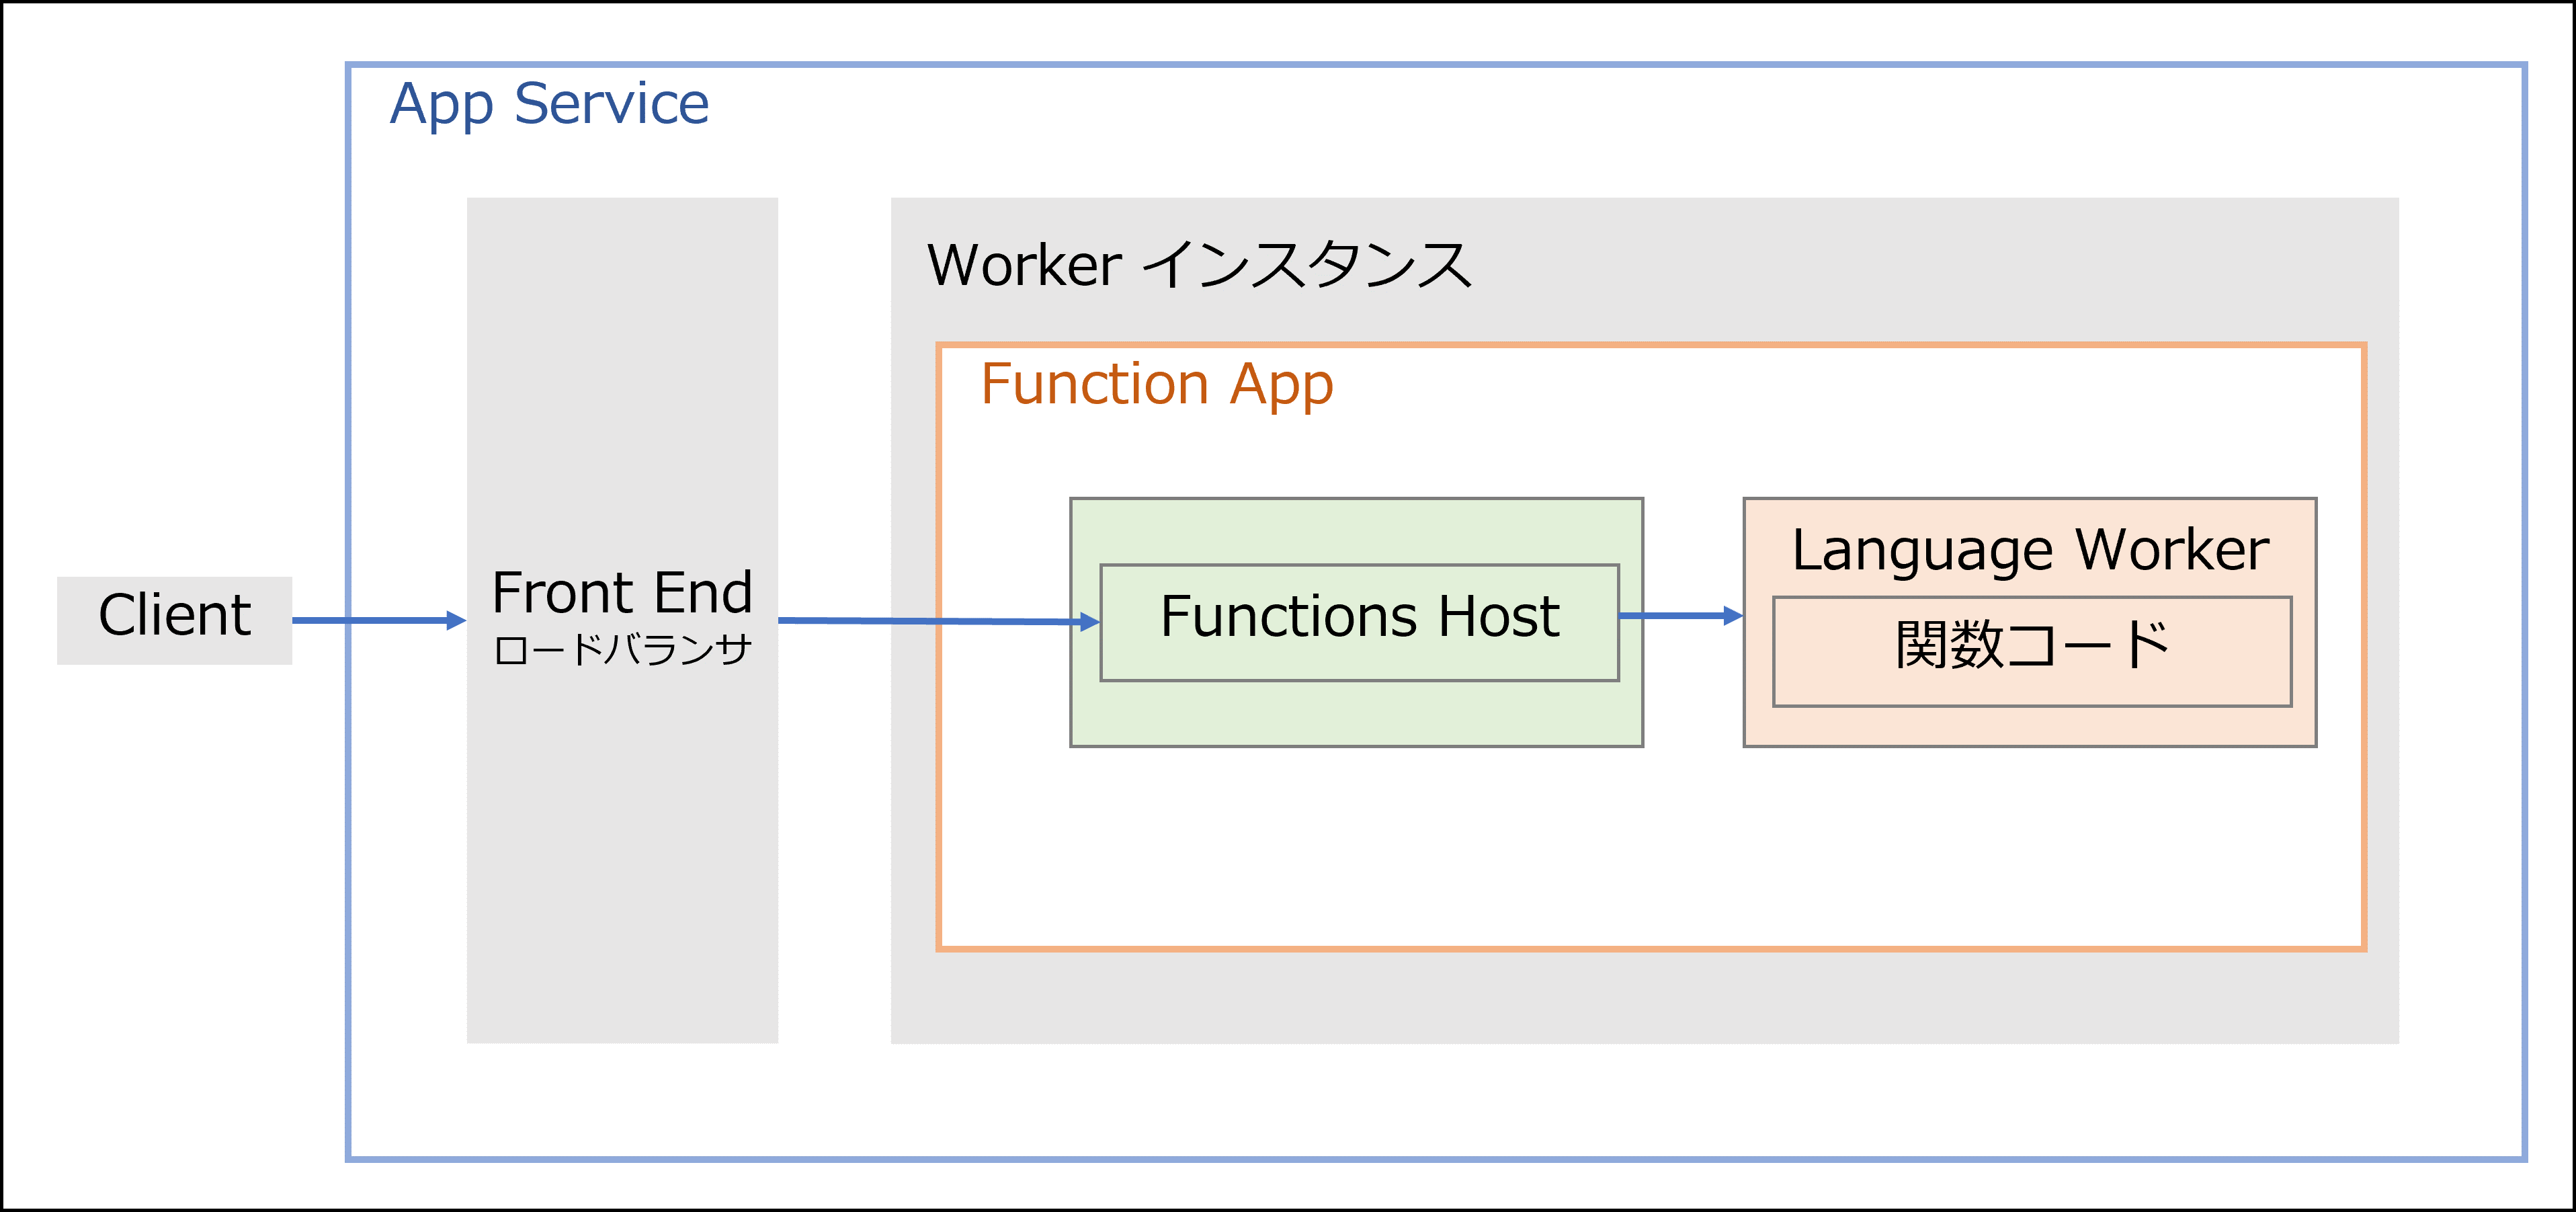 App Service
Worker インスタンス
Function App
Client
Front End
ロードバランサ
Functions Host
Language Worker
関数コード